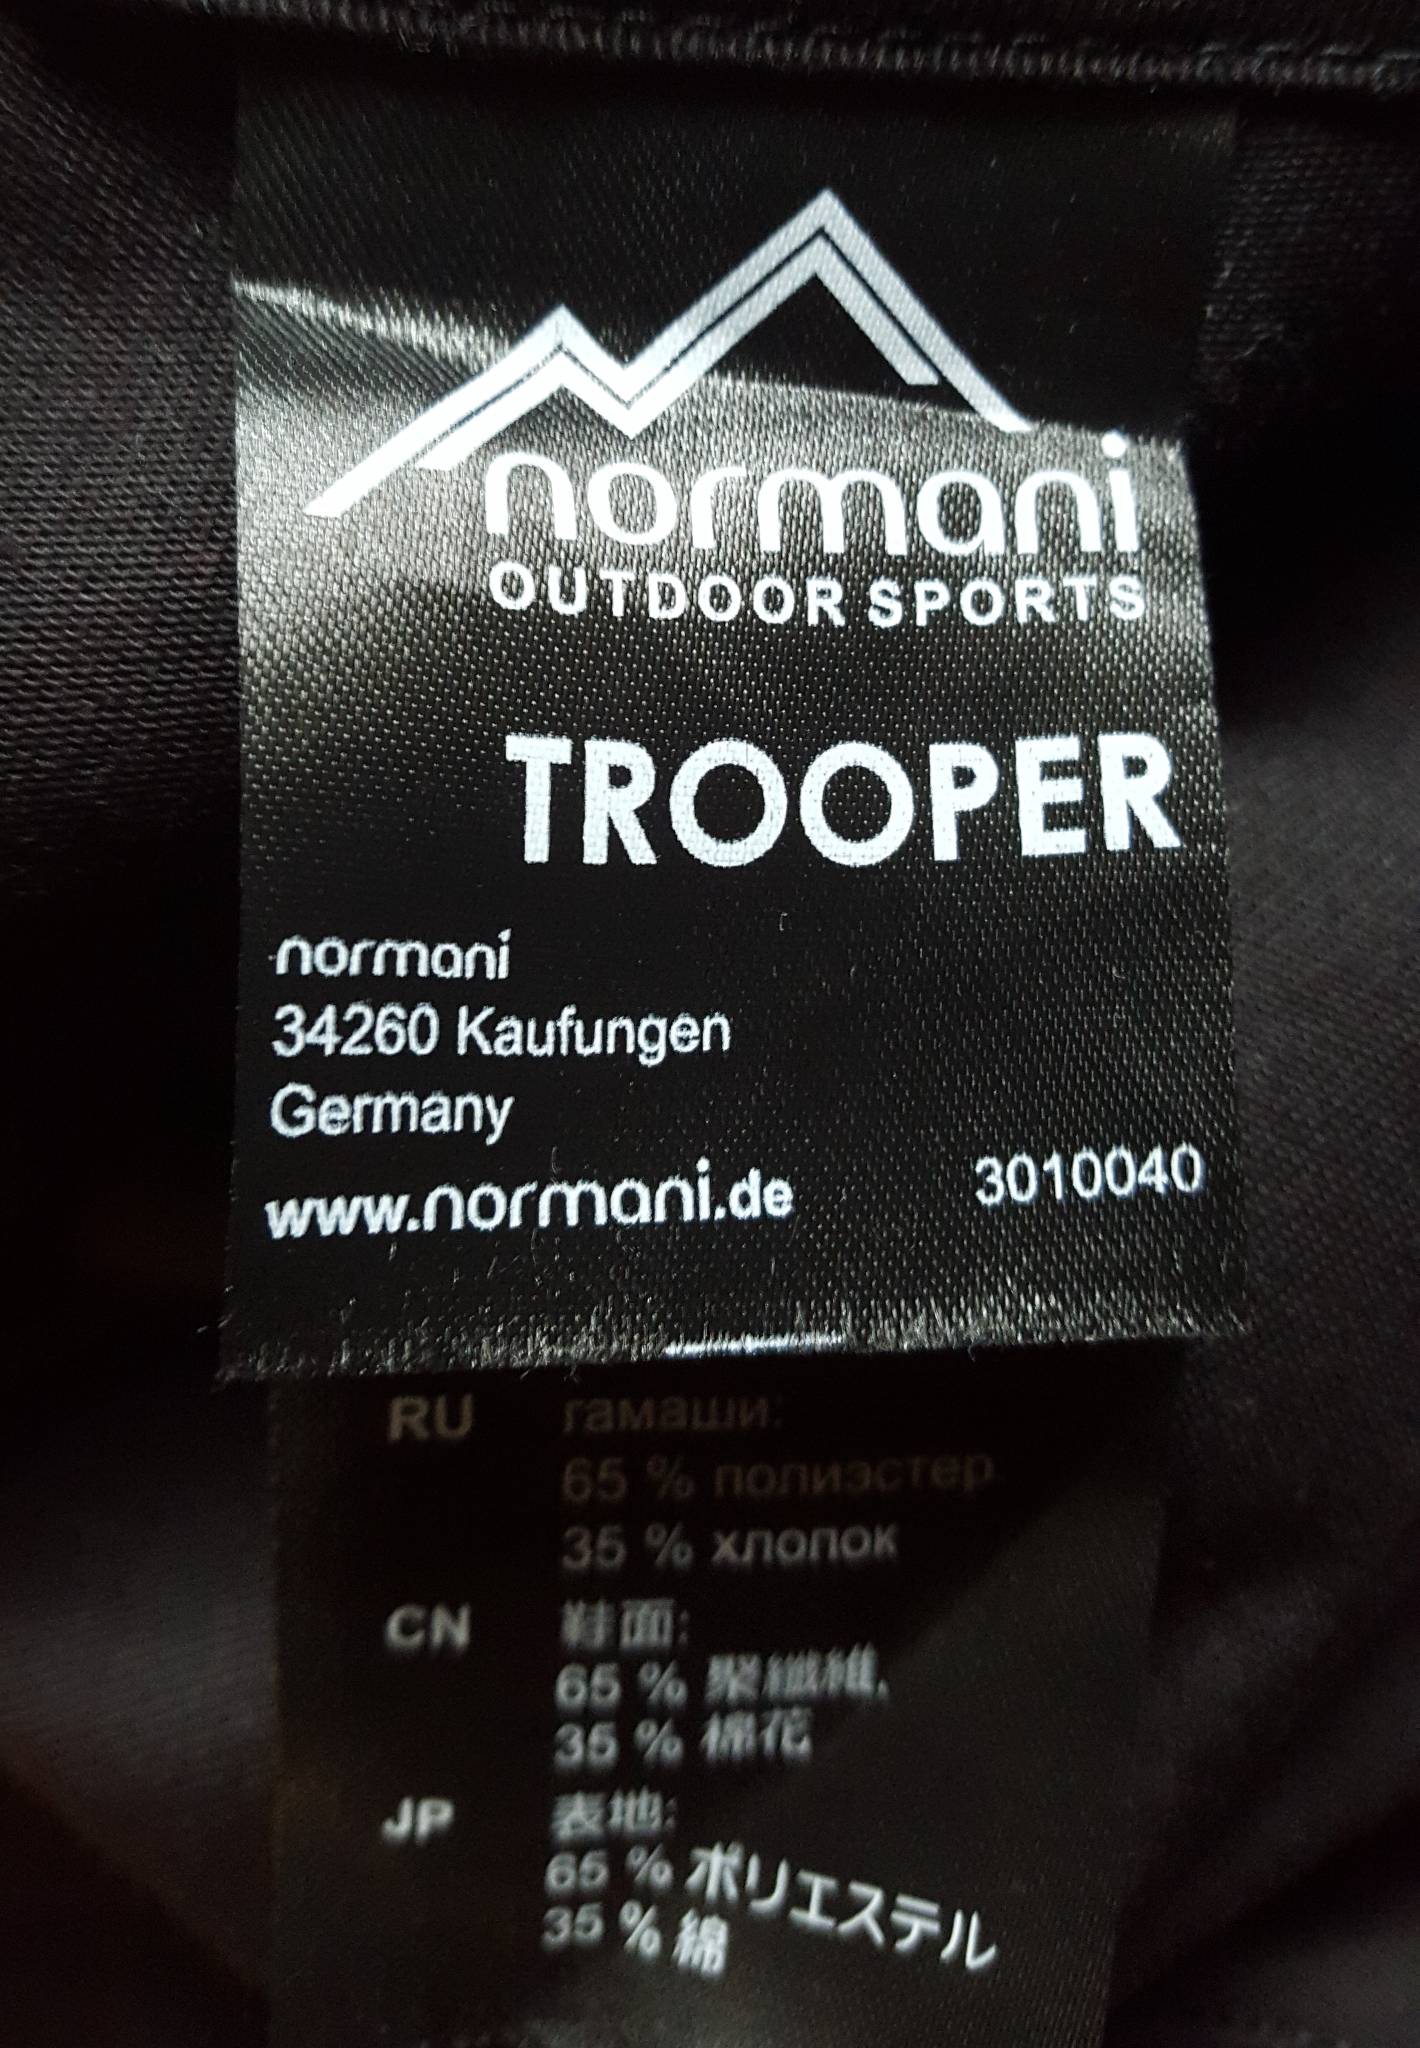 normani
OUTDOOR SPORTS
TROOPER
normani
34260 Kaufungen
Germany
www.normani.de
3010040
RU гамаши:
65 % полиэстер
35 % хлопок
CN 鞋面:
65 % 聚纖維,
35 % 棉花
JP 表地:
65 % ポリエステル
35 % 綿